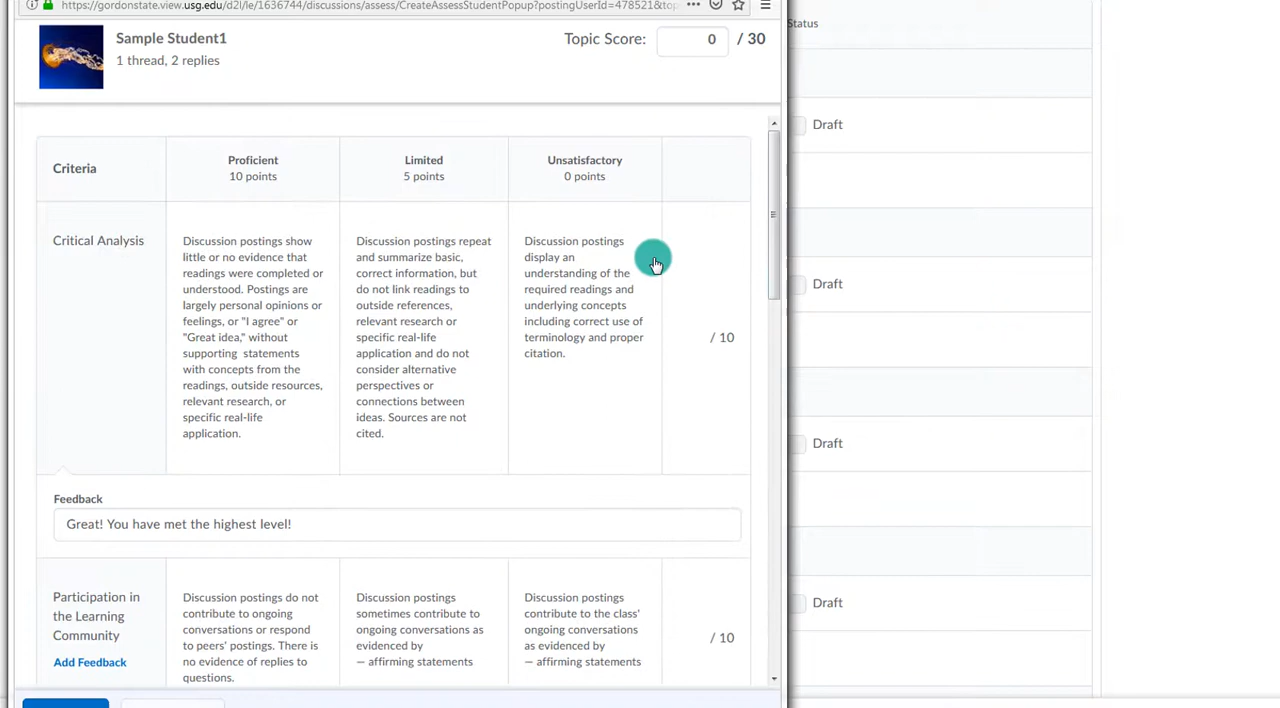 https://gordonstate.view.usg.edu/d2l/le/1636744/discussions/assess/CreateAssessStudentPopup?postingUserId=478521&top
Status
Sample Student1
1 thread, 2 replies
Topic Score: 0 / 30
Criteria
Proficient
10 points
Limited
5 points
Unsatisfactory
0 points
Critical Analysis
Discussion postings show
little or no evidence that
readings were completed or
understood. Postings are
largely personal opinions or
feelings, or "I agree" or
"Great idea," without
supporting statements
with concepts from the
readings, outside resources,
relevant research, or
specific real-life
application.
Discussion postings repeat
and summarize basic,
correct information, but
do not link readings to
outside references,
relevant research or
specific real-life
application and do not
consider alternative
perspectives or
connections between
ideas. Sources are not
cited.
Discussion postings
display an
understanding of the
required readings and
underlying concepts
including correct use of
terminology and proper
citation.
/ 10
Feedback
Great! You have met the highest level!
Participation in
the Learning
Community
Add Feedback
Discussion postings do not
contribute to ongoing
conversations or respond
to peers' postings. There is
no evidence of replies to
questions.
Discussion postings
sometimes contribute to
ongoing conversations as
evidenced by
— affirming statements
Discussion postings
contribute to the class'
ongoing conversations
as evidenced by
— affirming statements
/ 10
Draft
Draft
Draft
Draft